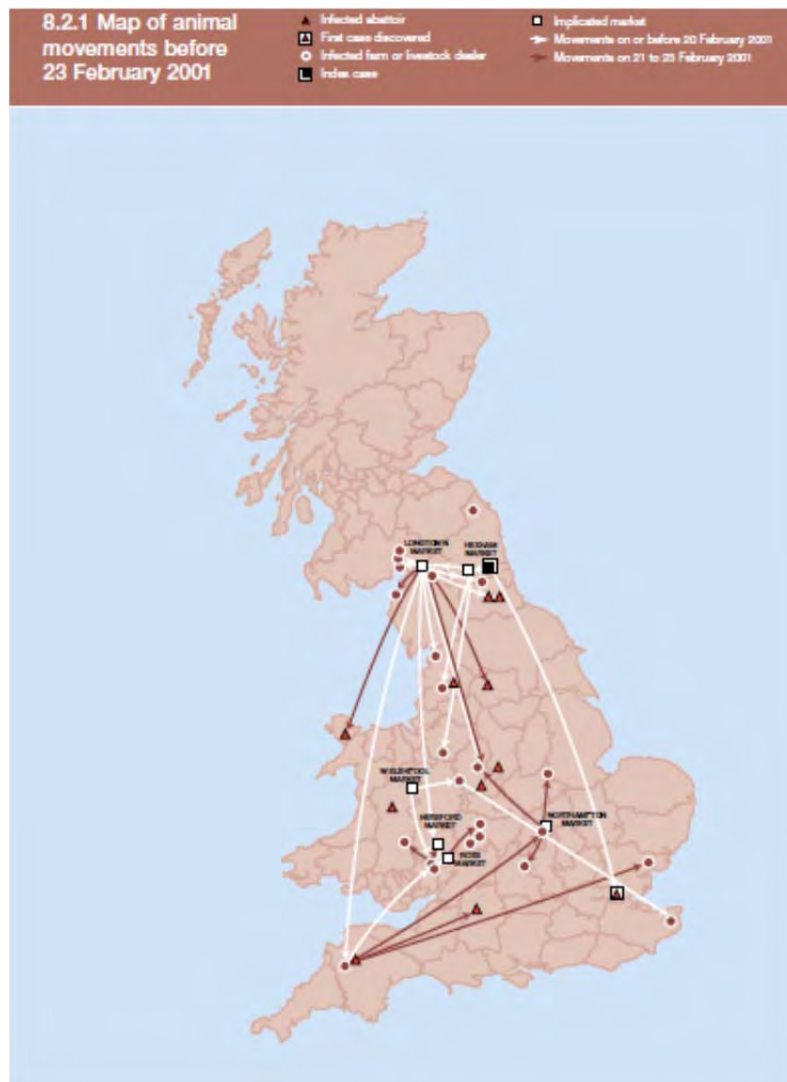 8.2.1 Map of animal
movements before
23 February 2001
Infected abattoir
First case discovered
Infected farm or livestock dealer
Index case
Implicated market
Movements on or before 20 February 2001
Movements on 21 to 23 February 2001
LONGTOWN
MARKET
HEXHAM
MARKET
WELSHPOOL
MARKET
HEREFORD
MARKET
ROSS
MARKET
NORTHAMPTON
MARKET